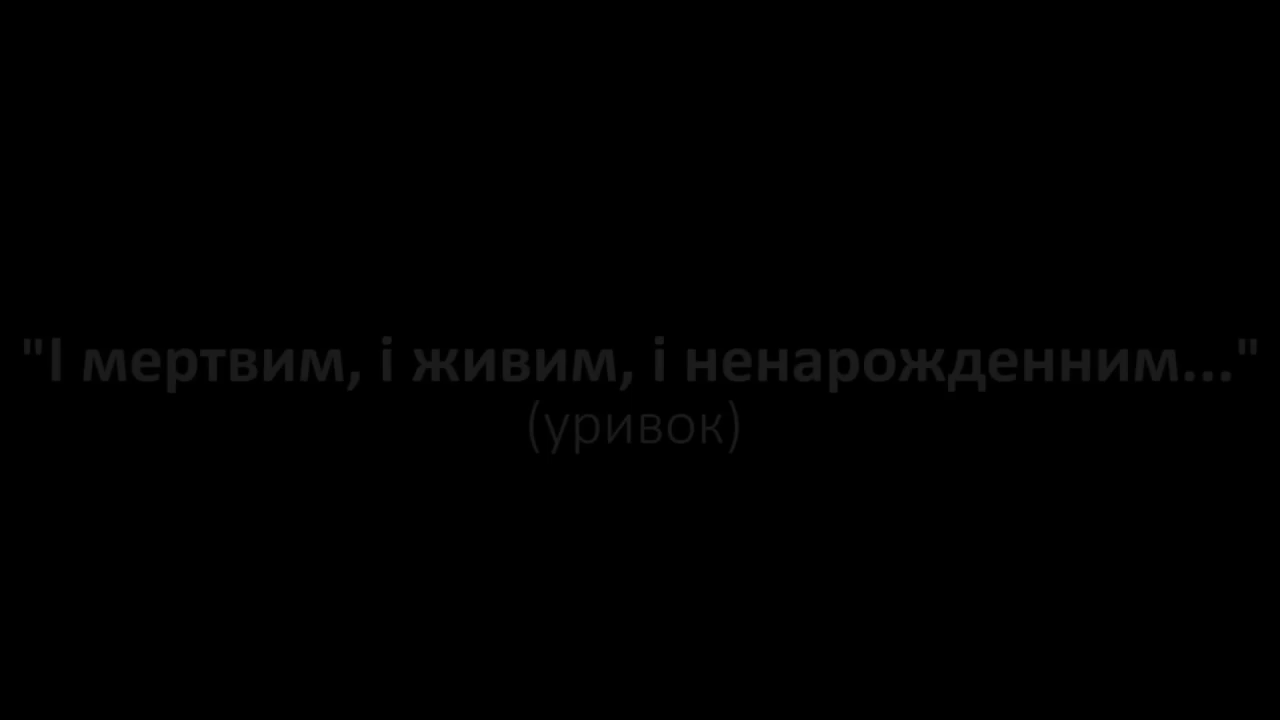 "І мертвим, і живим, і ненарожденним..."
(уривок)